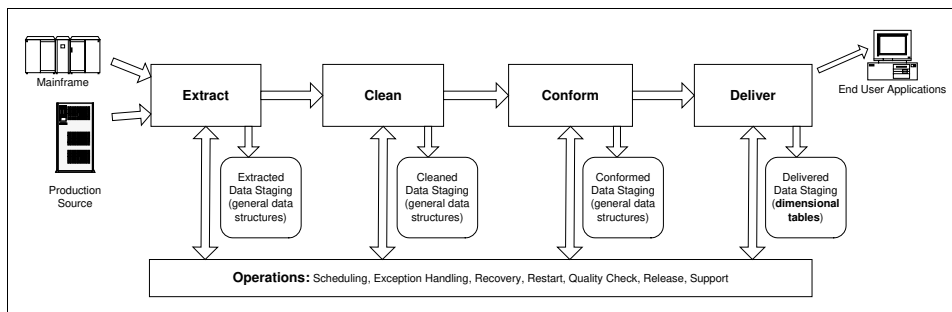 Mainframe
Production
Source
Extract
Clean
Conform
Deliver
End User Applications
Extracted
Data Staging
(general data
structures)
Cleaned
Data Staging
(general data
structures)
Conformed
Data Staging
(general data
structures)
Delivered
Data Staging
(dimensional
tables)
Operations: Scheduling, Exception Handling, Recovery, Restart, Quality Check, Release, Support